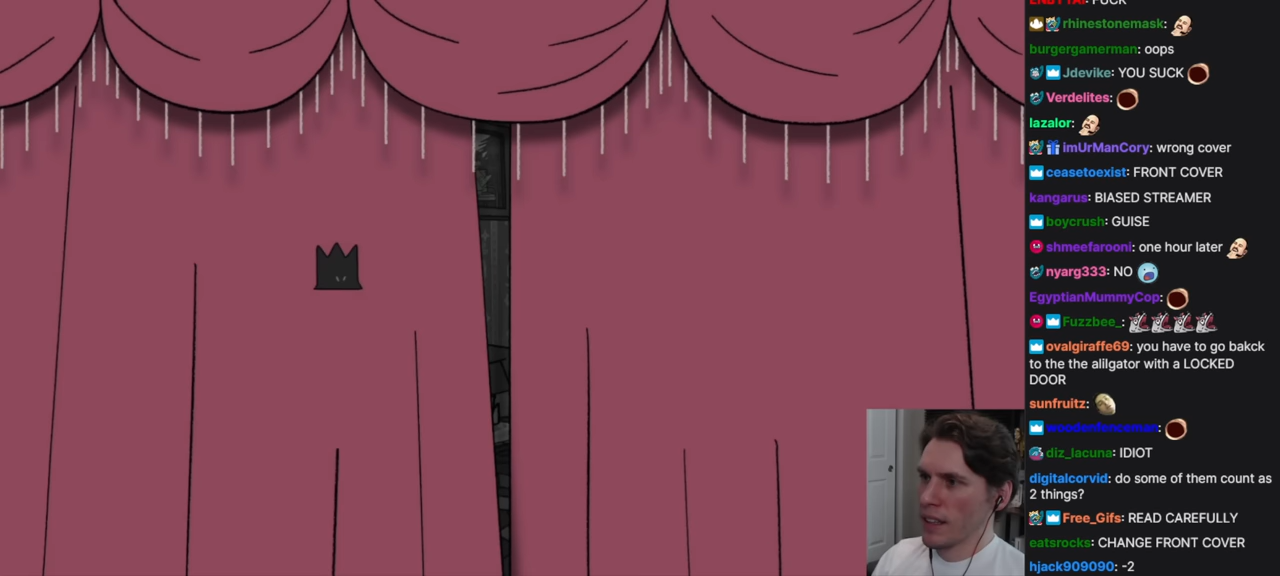 rhinestonemask:
burgergamerman: oops
Jdevike: YOU SUCK
Verdelites:
lazalor:
imUrManCory: wrong cover
ceasetoexist: FRONT COVER
kangarus: BIASED STREAMER
boycrush: GUISE
shmeefarooni: one hour later
nyarg333: NO
EgyptianMummyCop:
Fuzzbee_:
ovalgiraffe69: you have to go bakck
to the the alilgator with a LOCKED
DOOR
sunfruitz:
woodenfenceman:
diz_lacuna: IDIOT
digitalcorvid: do some of them count as
2 things?
Free_Gifs: READ CAREFULLY
eatsrocks: CHANGE FRONT COVER
hjack909090: -2